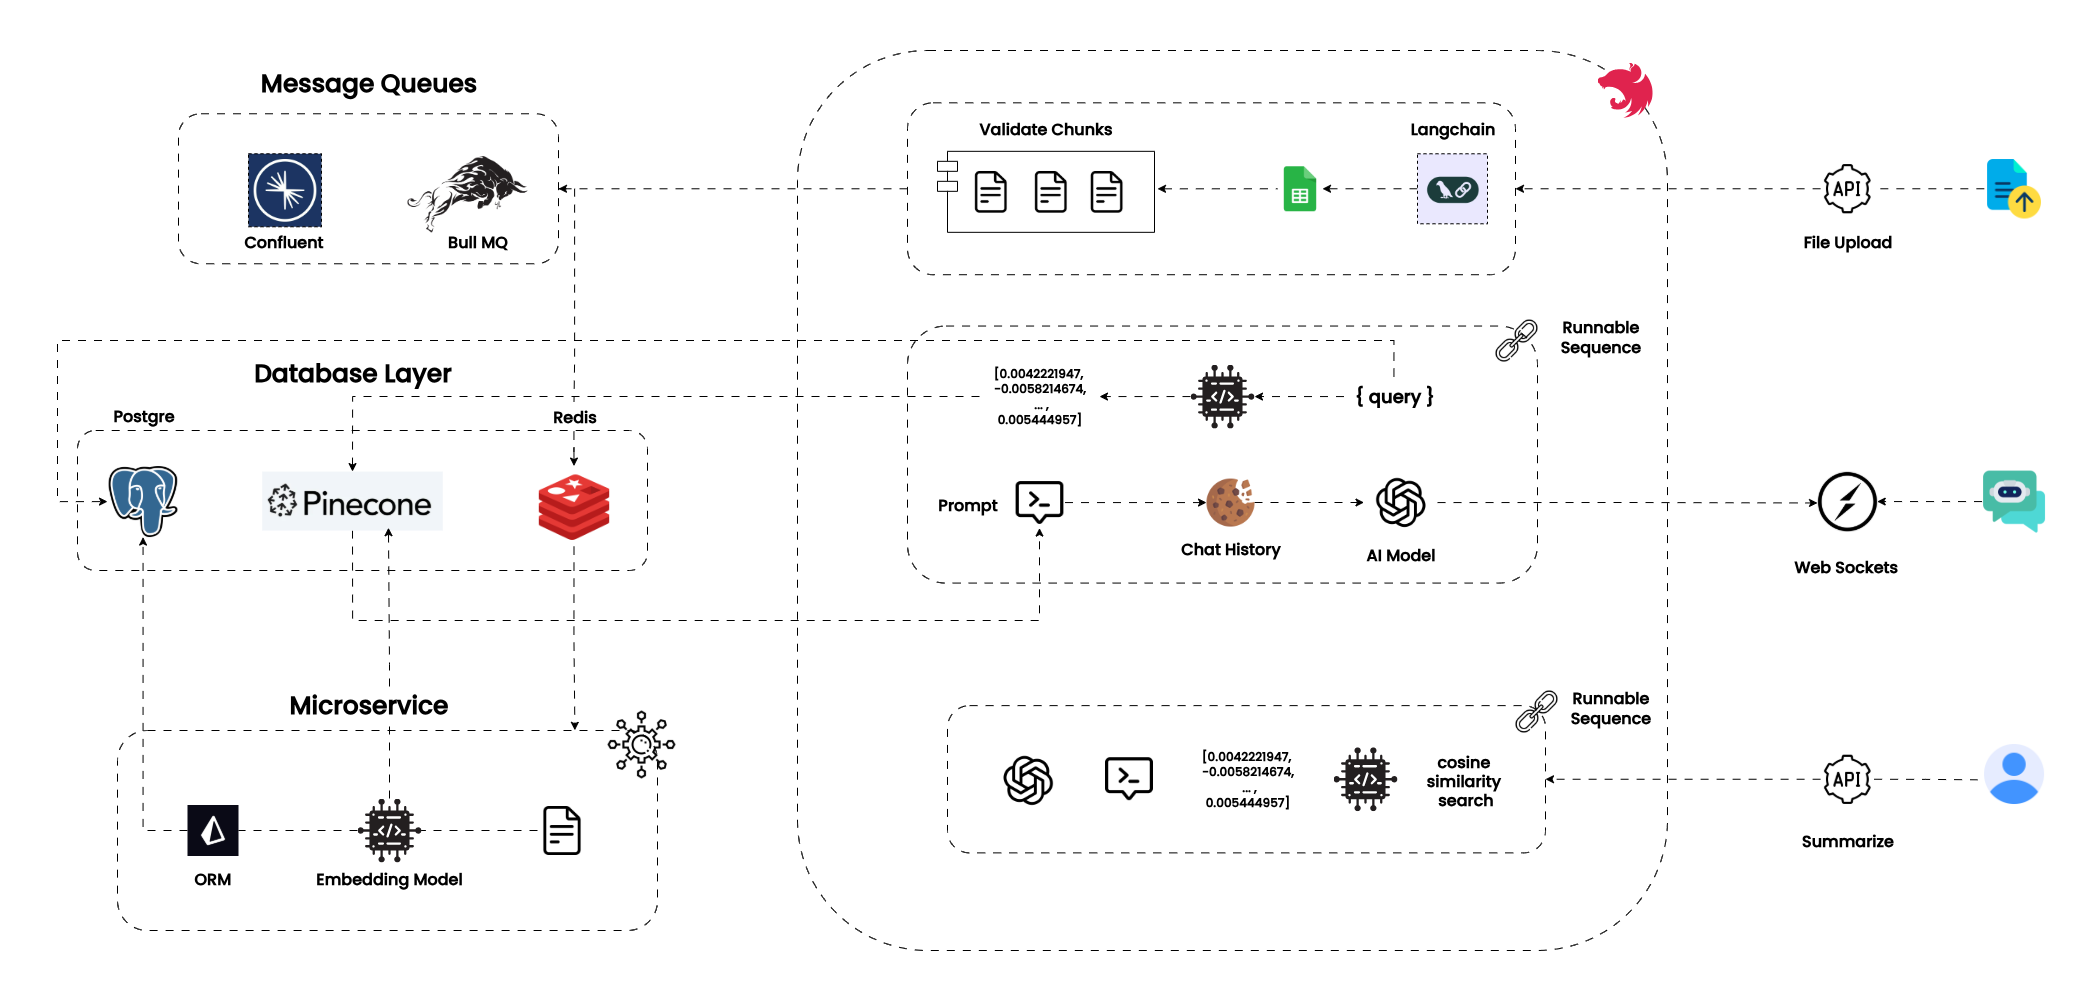 Message Queues
Confluent
Bull MQ
Validate Chunks
Langchain
API
File Upload
Runnable
Sequence
Database Layer
Postgre
Pinecone
Redis
[0.0042221947,
-0.0058214674,
... ,
0.005444957]
</>
{ query }
Prompt
>_
Chat History
AI Model
Web Sockets
Microservice
ORM
</>
Embedding Model
Runnable
Sequence
>_
[0.0042221947,
-0.0058214674,
... ,
0.005444957]
</>
cosine
similarity
search
API
Summarize